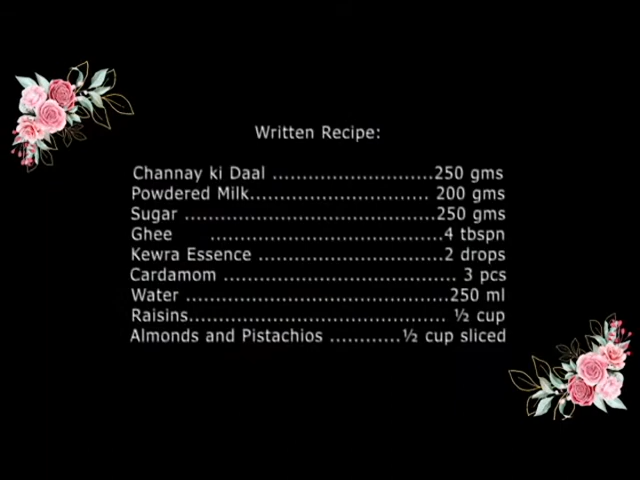 Written Recipe:
Channay ki Daal ...........................250 gms
Powdered Milk.............................. 200 gms
Sugar ..........................................250 gms
Ghee .......................................4 tbspn
Kewra Essence ...............................2 drops
Cardamom ....................................... 3 pcs
Water ............................................250 ml
Raisins........................................... ½ cup
Almonds and Pistachios ............½ cup sliced